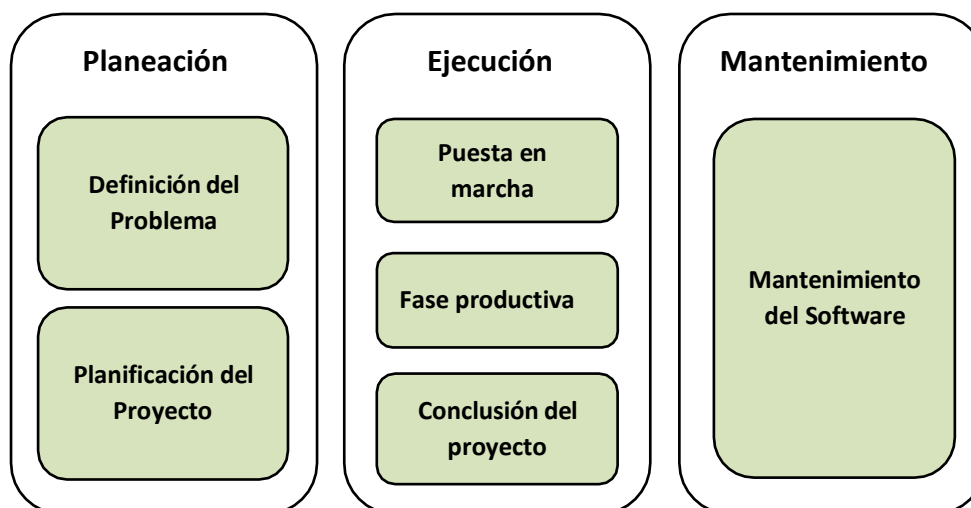 Planeación
Definición del
Problema
Planificación del
Proyecto
Ejecución
Puesta en
marcha
Fase productiva
Conclusión del
proyecto
Mantenimiento
Mantenimiento
del Software